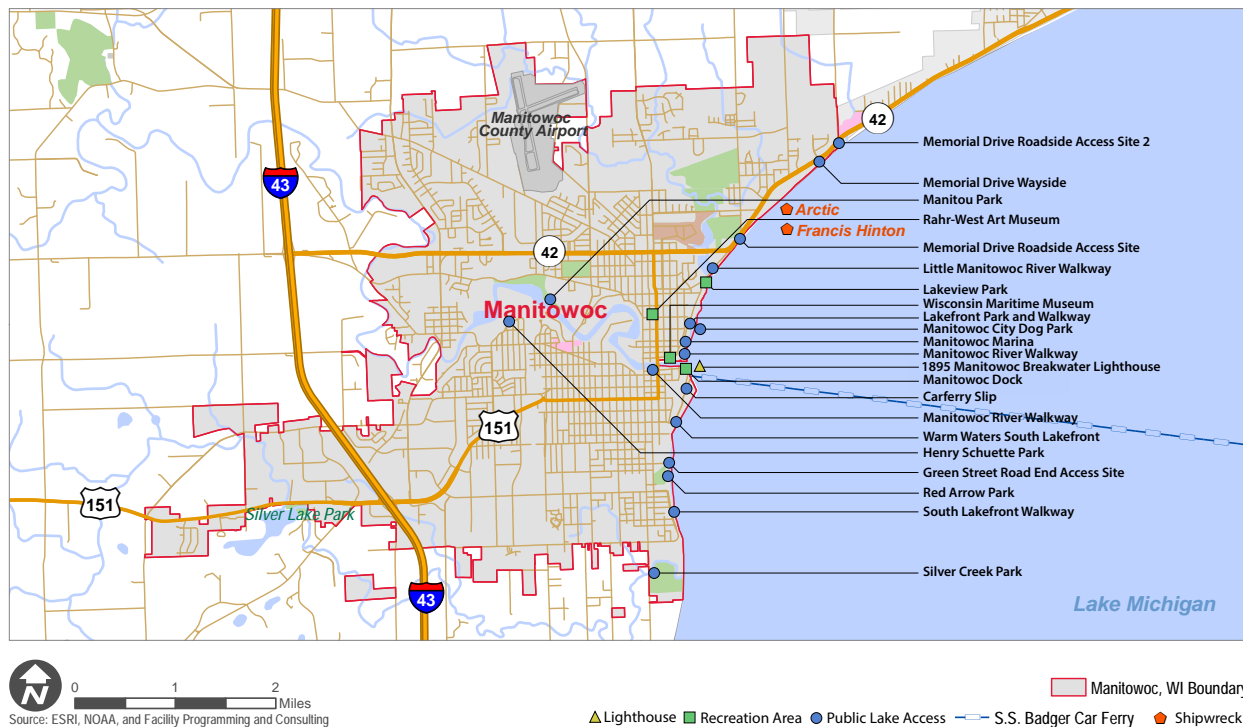 42
Manitowoc
County Airport
Memorial Drive Roadside Access Site 2
43
Memorial Drive Wayside
Manitou Park
Arctic
Rahr-West Art Museum
Francis Hinton
42
Memorial Drive Roadside Access Site
Little Manitowoc River Walkway
Lakeview Park
Manitowoc
Wisconsin Maritime Museum
Lakefront Park and Walkway
Manitowoc City Dog Park
Manitowoc Marina
Manitowoc River Walkway
1895 Manitowoc Breakwater Lighthouse
Manitowoc Dock
Carferry Slip
Manitowoc River Walkway
151
Warm Waters South Lakefront
Henry Schuette Park
Green Street Road End Access Site
Red Arrow Park
151
Silver Lake Park
South Lakefront Walkway
Silver Creek Park
43
Lake Michigan
N
0 1 2
Miles
Manitowoc, WI Boundary
Source: ESRI, NOAA, and Facility Programming and Consulting
Lighthouse Recreation Area Public Lake Access S.S. Badger Car Ferry Shipwreck